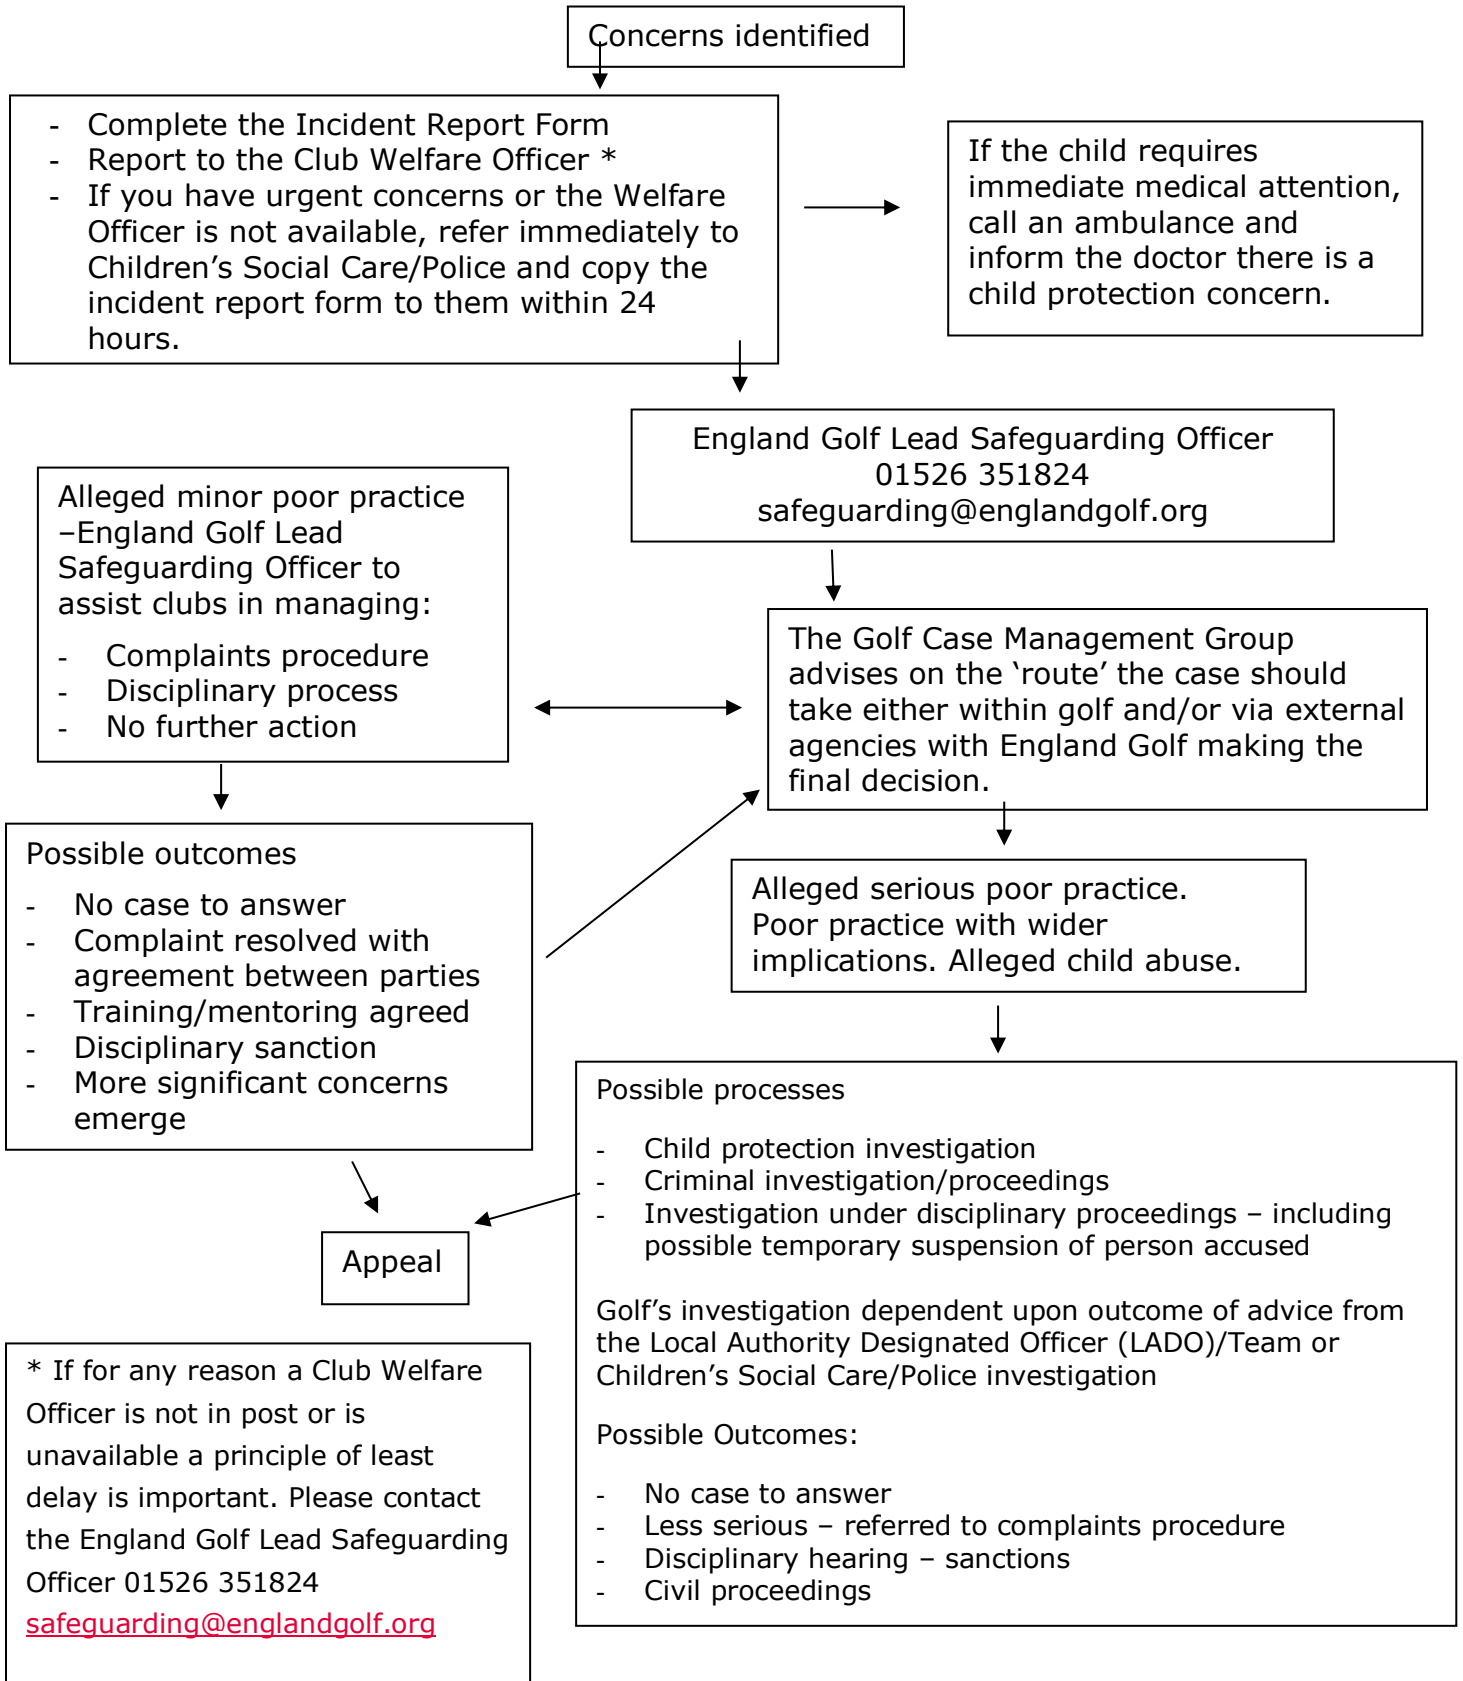 Concerns identified
- Complete the Incident Report Form
- Report to the Club Welfare Officer *
- If you have urgent concerns or the Welfare
Officer is not available, refer immediately to
Children’s Social Care/Police and copy the
incident report form to them within 24
hours.
If the child requires
immediate medical attention,
call an ambulance and
inform the doctor there is a
child protection concern.
England Golf Lead Safeguarding Officer
01526 351824
safeguarding@englandgolf.org
Alleged minor poor practice
–England Golf Lead
Safeguarding Officer to
assist clubs in managing:
- Complaints procedure
- Disciplinary process
- No further action
The Golf Case Management Group
advises on the ‘route’ the case should
take either within golf and/or via external
agencies with England Golf making the
final decision.
Possible outcomes
- No case to answer
- Complaint resolved with
agreement between parties
- Training/mentoring agreed
- Disciplinary sanction
- More significant concerns
emerge
Alleged serious poor practice.
Poor practice with wider
implications. Alleged child abuse.
Possible processes
- Child protection investigation
- Criminal investigation/proceedings
- Investigation under disciplinary proceedings – including
possible temporary suspension of person accused
Golf’s investigation dependent upon outcome of advice from
the Local Authority Designated Officer (LADO)/Team or
Children’s Social Care/Police investigation
Possible Outcomes:
- No case to answer
- Less serious – referred to complaints procedure
- Disciplinary hearing – sanctions
- Civil proceedings
Appeal
* If for any reason a Club Welfare
Officer is not in post or is
unavailable a principle of least
delay is important. Please contact
the England Golf Lead Safeguarding
Officer 01526 351824
safeguarding@englandgolf.org